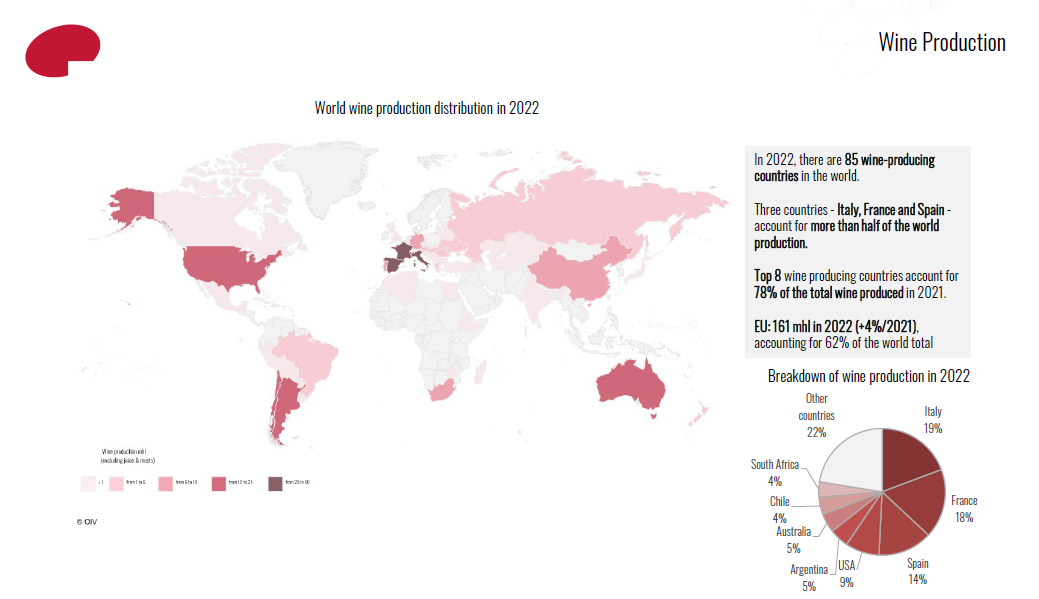 Wine Production
World wine production distribution in 2022
In 2022, there are 85 wine-producing
countries in the world.
Three countries - Italy, France and Spain -
account for more than half of the world
production.
Top 8 wine producing countries account for
78% of the total wine produced in 2021.
EU: 161 mhl in 2022 (+4%/2021),
accounting for 62% of the world total
Wine production mhl
(excluding juice & musts)
< 1
from 1 to 5
from 5 to 10
from 10 to 25
from 25 to 50
© OIV
Breakdown of wine production in 2022
Other
countries
22%
Italy
19%
South Africa
4%
France
18%
Chile
4%
Australia
5%
Argentina
5%
USA
9%
Spain
14%